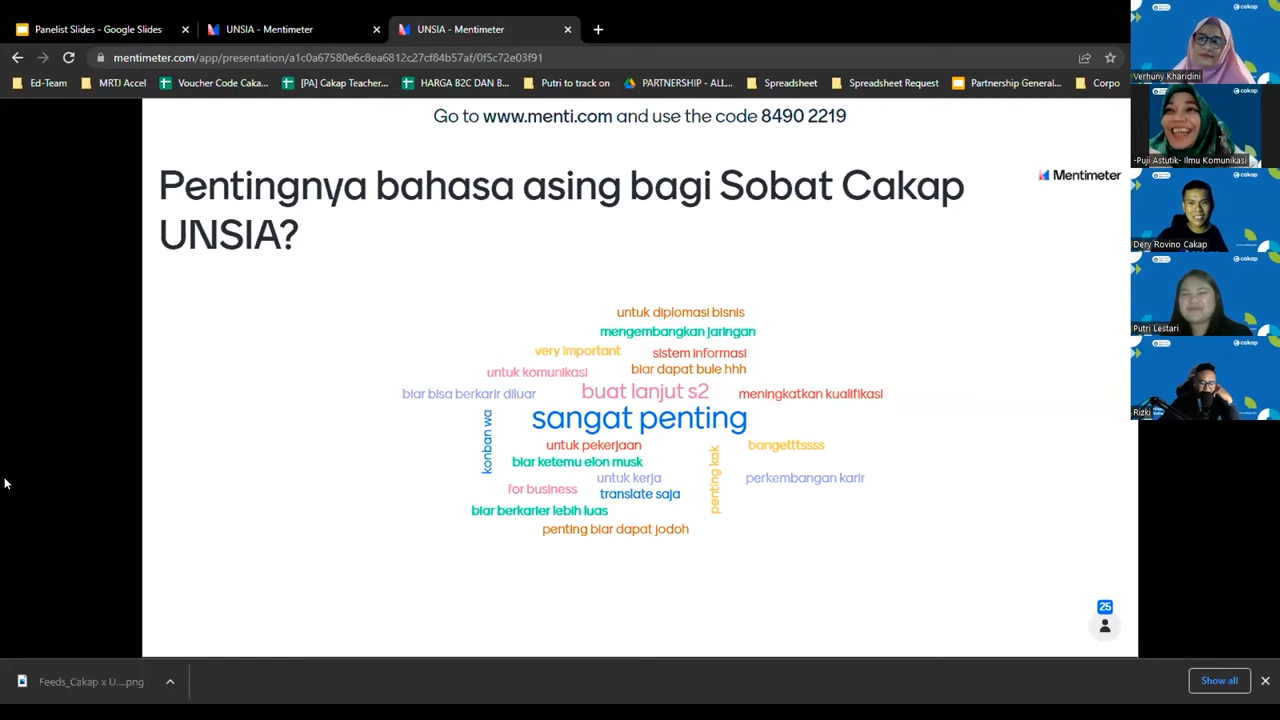 Panelist Slides - Google Slides
UNSIA - Mentimeter
UNSIA - Mentimeter
mentimeter.com/app/presentation/a1c0a67580e6c8ea6812c27cf84b57af/0f5c72e03f91
Ed-Team
MRTJ Accel
Voucher Code Caka...
[PA] Cakap Teacher...
HARGA B2C DAN B...
Putri to track on
PARTNERSHIP - ALL...
Spreadsheet
Spreadsheet Request
Partnership General...
Corpo
Go to www.menti.com and use the code 8490 2219
Pentingnya bahasa asing bagi Sobat Cakap
UNSIA?
Mentimeter
untuk diplomasi bisnis
mengembangkan jaringan
very important
sistem informasi
biar dapat bule hhh
untuk komunikasi
biar bisa berkarir diluar
buat lanjut s2
meningkatkan kualifikasi
sangat penting
konban wa
untuk pekerjaan
bangetttssss
biar ketemu elon musk
penting kak
untuk kerja
perkembangan karir
for business
translate saja
biar berkarier lebih luas
penting biar dapat jodoh
25
cakap
Verhuny Kharidini
cakap
-Puji Astutik- Ilmu Komunikasi
cakap
Dery Rovino Cakap
cakap
Putri Lestari
cakap
Rizki
Feeds_Cakap x U....png
Show all